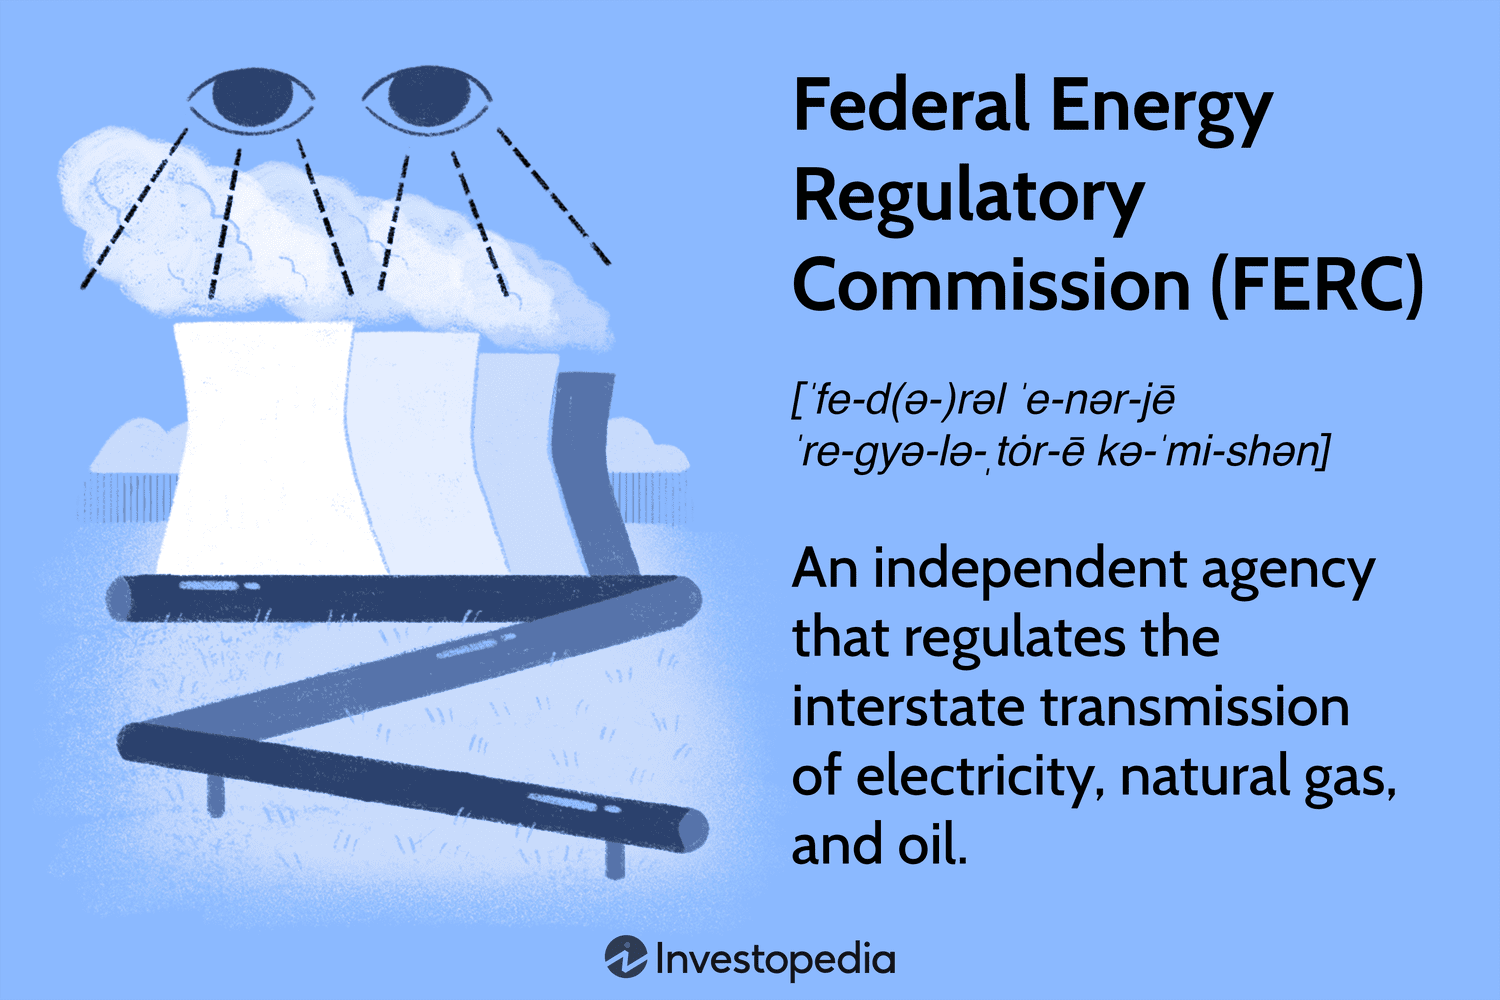 Federal Energy
Regulatory
Commission (FERC)
[ˈfe-d(ə-)rəl ˈe-nər-jē
ˈre-gyə-lə-ˌtȯr-ē kə-ˈmi-shən]
An independent agency
that regulates the
interstate transmission
of electricity, natural gas,
and oil.
Investopedia